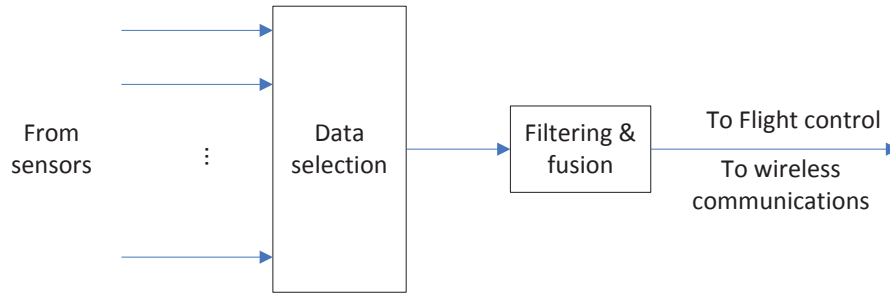 From
sensors
...
Data
selection
Filtering &
fusion
To Flight control
To wireless
communications